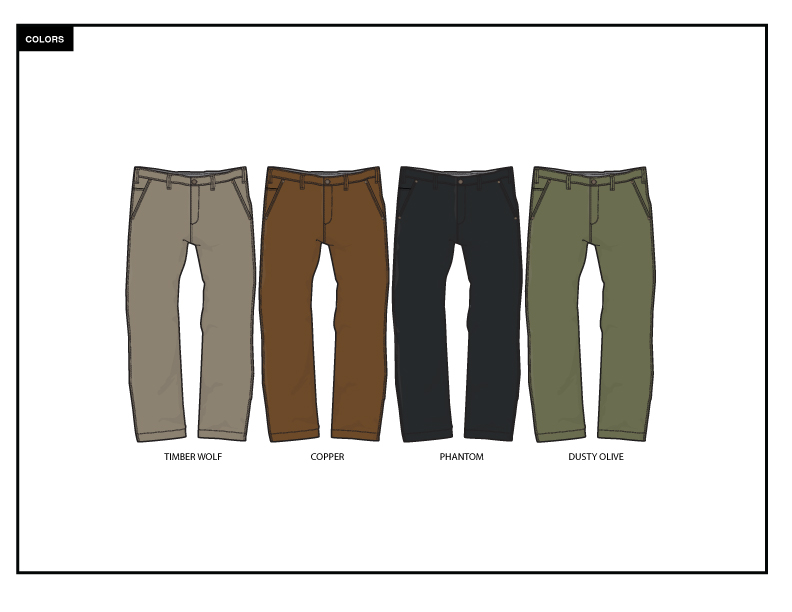 COLORS
TIMBER WOLF
COPPER
PHANTOM
DUSTY OLIVE